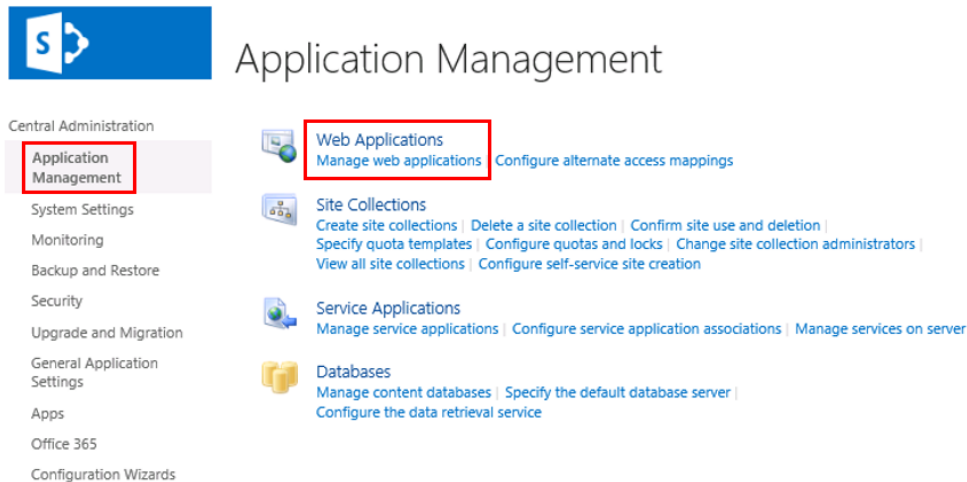 S
Application Management
Central Administration
Application
Management
System Settings
Monitoring
Backup and Restore
Security
Upgrade and Migration
General Application
Settings
Apps
Office 365
Configuration Wizards
Web Applications
Manage web applications | Configure alternate access mappings
Site Collections
Create site collections | Delete a site collection | Confirm site use and deletion |
Specify quota templates | Configure quotas and locks | Change site collection administrators |
View all site collections | Configure self-service site creation
Service Applications
Manage service applications | Configure service application associations | Manage services on server
Databases
Manage content databases | Specify the default database server |
Configure the data retrieval service